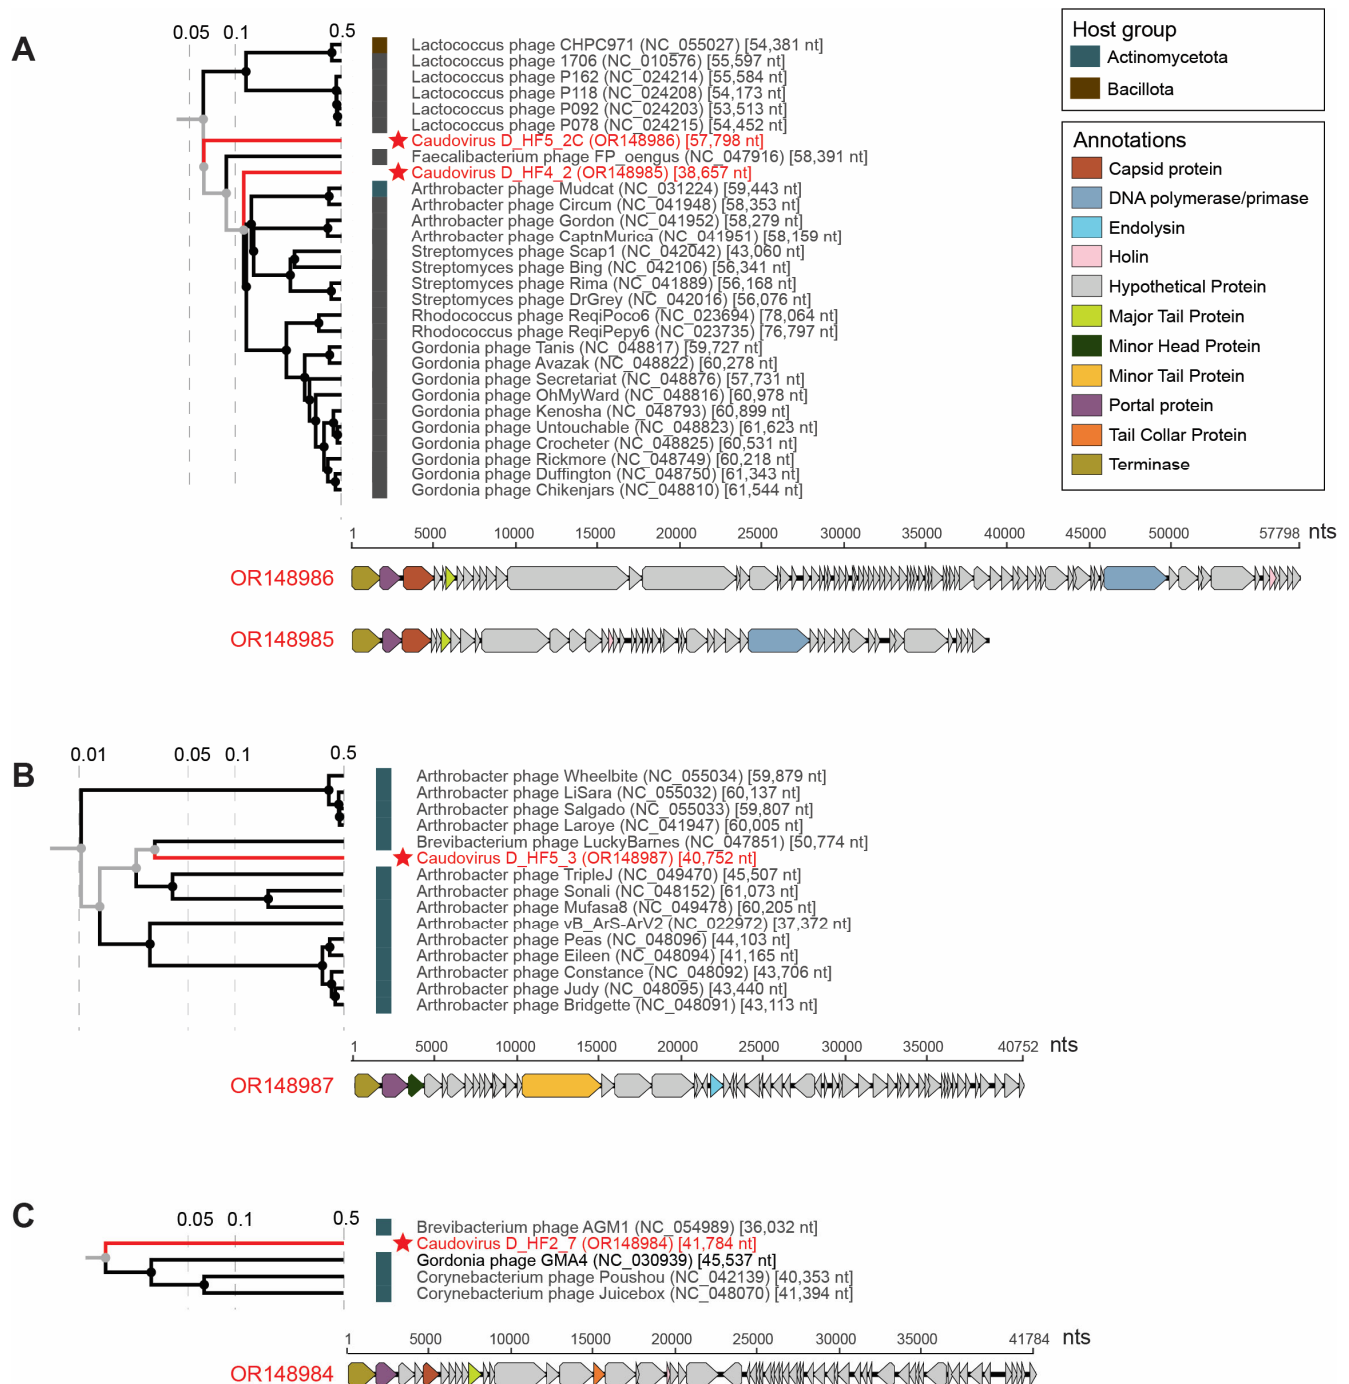 A
0.05 0.1 0.5
Lactococcus phage CHPC971 (NC_055027) [54,381 nt]
Lactococcus phage 1706 (NC_010576) [55,597 nt]
Lactococcus phage P162 (NC_024214) [55,584 nt]
Lactococcus phage P118 (NC_024208) [54,173 nt]
Lactococcus phage P092 (NC_024203) [53,513 nt]
Lactococcus phage P078 (NC_024215) [54,452 nt]
Caudovirus D_HF5_2C (OR148986) [57,798 nt]
Faecalibacterium phage FP_oengus (NC_047916) [58,391 nt]
Caudovirus D_HF4_2 (OR148985) [38,657 nt]
Arthrobacter phage Mudcat (NC_031224) [59,443 nt]
Arthrobacter phage Circum (NC_041948) [58,353 nt]
Arthrobacter phage Gordon (NC_041952) [58,279 nt]
Arthrobacter phage CaptnMurica (NC_041951) [58,159 nt]
Streptomyces phage Scap1 (NC_042042) [43,060 nt]
Streptomyces phage Bing (NC_042106) [56,341 nt]
Streptomyces phage Rima (NC_041889) [56,168 nt]
Streptomyces phage DrGrey (NC_042016) [56,076 nt]
Rhodococcus phage ReqiPoco6 (NC_023694) [78,064 nt]
Rhodococcus phage ReqiPepy6 (NC_023735) [76,797 nt]
Gordonia phage Tanis (NC_048817) [59,727 nt]
Gordonia phage Avazak (NC_048822) [60,278 nt]
Gordonia phage Secretariat (NC_048876) [57,731 nt]
Gordonia phage OhMyWard (NC_048816) [60,978 nt]
Gordonia phage Kenosha (NC_048793) [60,899 nt]
Gordonia phage Untouchable (NC_048823) [61,623 nt]
Gordonia phage Crocheter (NC_048825) [60,531 nt]
Gordonia phage Rickmore (NC_048749) [60,218 nt]
Gordonia phage Duffington (NC_048750) [61,343 nt]
Gordonia phage Chikenjars (NC_048810) [61,544 nt]
Host group
Actinomycetota
Bacillota
Annotations
Capsid protein
DNA polymerase/primase
Endolysin
Holin
Hypothetical Protein
Major Tail Protein
Minor Head Protein
Minor Tail Protein
Portal protein
Tail Collar Protein
Terminase
1 5000 10000 15000 20000 25000 30000 35000 40000 45000 50000 57798 nts
OR148986
OR148985
B
0.01 0.05 0.1 0.5
Arthrobacter phage Wheelbite (NC_055034) [59,879 nt]
Arthrobacter phage LiSara (NC_055032) [60,137 nt]
Arthrobacter phage Salgado (NC_055033) [59,807 nt]
Arthrobacter phage Laroye (NC_041947) [60,005 nt]
Brevibacterium phage LuckyBarnes (NC_047851) [50,774 nt]
Caudovirus D_HF5_3 (OR148987) [40,752 nt]
Arthrobacter phage TripleJ (NC_049470) [45,507 nt]
Arthrobacter phage Sonali (NC_048152) [61,073 nt]
Arthrobacter phage Mufasa8 (NC_049478) [60,205 nt]
Arthrobacter phage vB_ArS-ArV2 (NC_022972) [37,372 nt]
Arthrobacter phage Peas (NC_048096) [44,103 nt]
Arthrobacter phage Eileen (NC_048094) [41,165 nt]
Arthrobacter phage Constance (NC_048092) [43,706 nt]
Arthrobacter phage Judy (NC_048095) [43,440 nt]
Arthrobacter phage Bridgette (NC_048091) [43,113 nt]
1 5000 10000 15000 20000 25000 30000 35000 40752 nts
OR148987
C
0.05 0.1 0.5
Brevibacterium phage AGM1 (NC_054989) [36,032 nt]
Caudovirus D_HF2_7 (OR148984) [41,784 nt]
Gordonia phage GMA4 (NC_030939) [45,537 nt]
Corynebacterium phage Poushou (NC_042139) [40,353 nt]
Corynebacterium phage Juicebox (NC_048070) [41,394 nt]
1 5000 10000 15000 20000 25000 30000 35000 41784 nts
OR148984